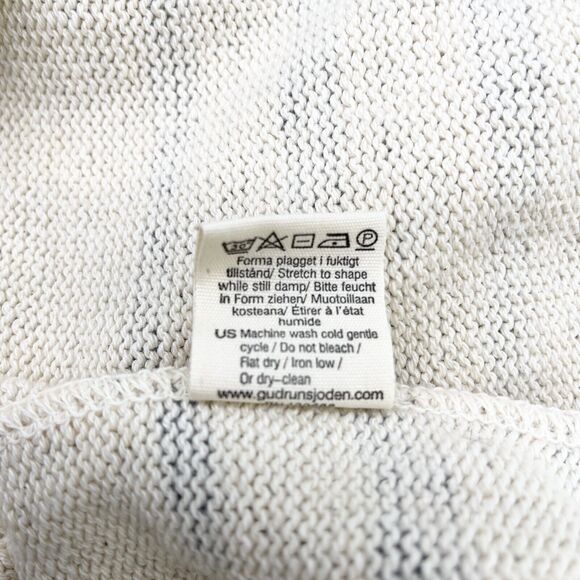 30 P
Forma plagget i fuktigt
tillstånd/ Stretch to shape
while still damp/ Bitte feucht
in Form ziehen/ Muotoillaan
kosteana/ Étirer à l'état
humide
US Machine wash cold gentle
cycle / Do not bleach /
Flat dry / Iron low /
Or dry-clean
www.gudrunsjoden.com